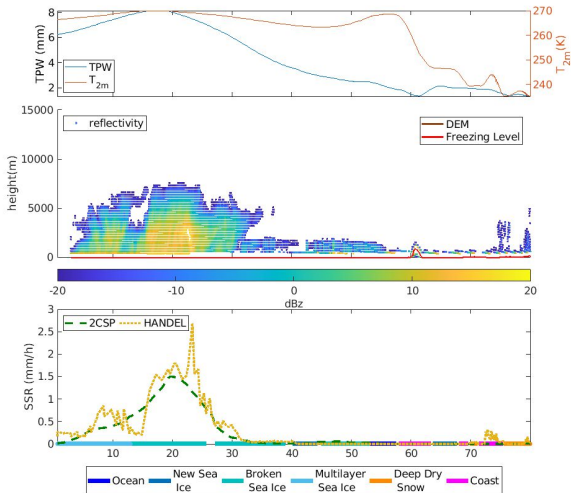 8
6
4
2
TPW (mm)
TPW
T2m
270
260
250
240
T2m(K)
15000
10000
5000
0
height(m)
reflectivity
DEM
Freezing Level
-20 -10 0 10 20
dBz
3
2.5
2
1.5
1
0.5
0
SSR (mm/h)
2CSP HANDEL
10 20 30 40 50 60 70
Ocean New Sea Ice Broken Sea Ice Multilayer Sea Ice Deep Dry Snow Coast